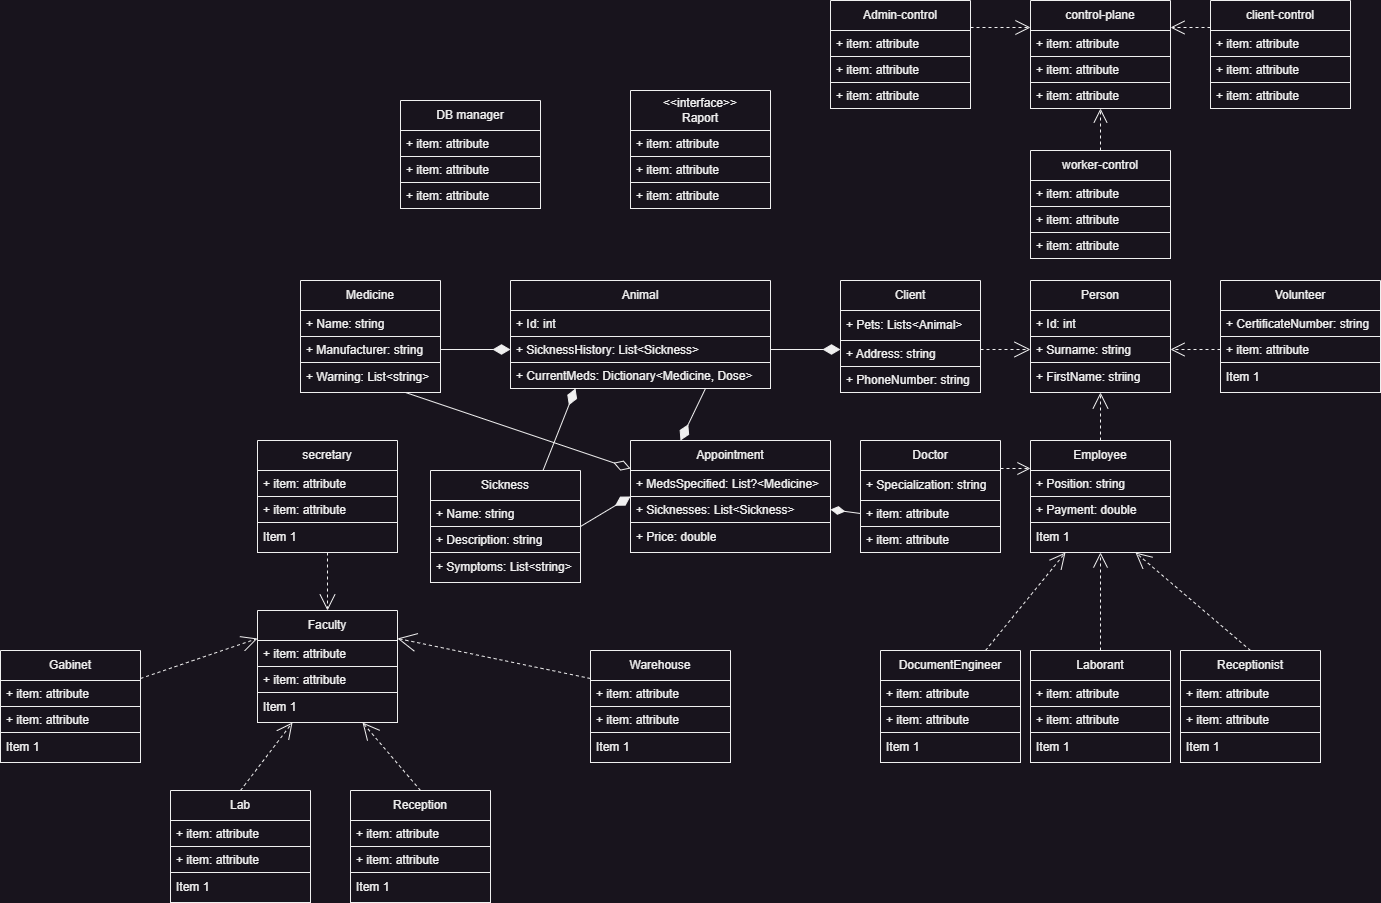 Admin-control
+ item: attribute
+ item: attribute
+ item: attribute
control-plane
+ item: attribute
+ item: attribute
+ item: attribute
client-control
+ item: attribute
+ item: attribute
+ item: attribute
DB manager
+ item: attribute
+ item: attribute
+ item: attribute
<<interface>>
Raport
+ item: attribute
+ item: attribute
+ item: attribute
worker-control
+ item: attribute
+ item: attribute
+ item: attribute
Medicine
+ Name: string
+ Manufacturer: string
+ Warning: List<string>
Animal
+ Id: int
+ SicknessHistory: List<Sickness>
+ CurrentMeds: Dictionary<Medicine, Dose>
Client
+ Pets: Lists<Animal>
+ Address: string
+ PhoneNumber: string
Person
+ Id: int
+ Surname: string
+ FirstName: striing
Volunteer
+ CertificateNumber: string
+ item: attribute
Item 1
secretary
+ item: attribute
+ item: attribute
Item 1
Sickness
+ Name: string
+ Description: string
+ Symptoms: List<string>
Appointment
+ MedsSpecified: List?<Medicine>
+ Sicknesses: List<Sickness>
+ Price: double
Doctor
+ Specialization: string
+ item: attribute
+ item: attribute
Employee
+ Position: string
+ Payment: double
Item 1
Faculty
+ item: attribute
+ item: attribute
Item 1
Gabinet
+ item: attribute
+ item: attribute
Item 1
Warehouse
+ item: attribute
+ item: attribute
Item 1
DocumentEngineer
+ item: attribute
+ item: attribute
Item 1
Laborant
+ item: attribute
+ item: attribute
Item 1
Receptionist
+ item: attribute
+ item: attribute
Item 1
Lab
+ item: attribute
+ item: attribute
Item 1
Reception
+ item: attribute
+ item: attribute
Item 1